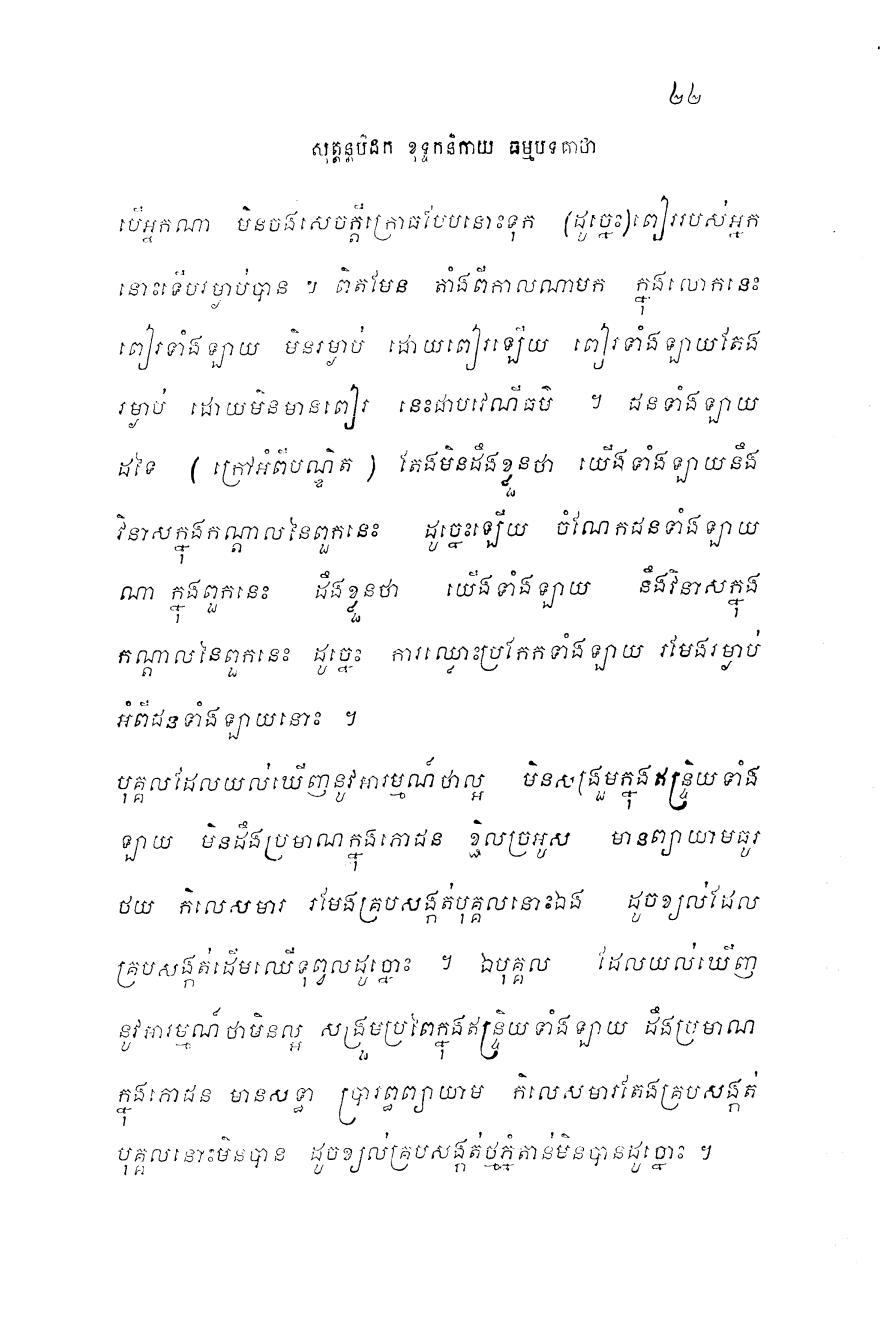 ២២
សុត្តន្តបិដក ខុទ្ទកនិកាយ ធម្មបទគាថា
បើអ្នកណា មិនចងសេចក្តីក្រោធបែបនោះទុក (ដូច្នេះ)ពៀររបស់អ្នក
នោះទើបរម្ងាប់បាន ។ ពិតមែន តាំងពីកាលណាមក ក្នុងលោកនេះ
ពៀរទាំងឡាយ មិនរម្ងាប់ ដោយពៀរឡើយ ពៀរទាំងឡាយតែង
រម្ងាប់ ដោយមិនមានពៀរ នេះជាបវេណីធម៌ ។ ជនទាំងឡាយ
ដទៃ ( ក្រៅអំពីបណ្ឌិត ) តែងមិនដឹងខ្លួនថា យើងទាំងឡាយនឹង
វិនាសក្នុងកណ្តាលនៃពួកនេះ ដូច្នេះឡើយ ចំណែកជនទាំងឡាយ
ណា ក្នុងពួកនេះ ដឹងខ្លួនថា យើងទាំងឡាយ នឹងវិនាសក្នុង
កណ្តាលនៃពួកនេះ ដូច្នេះ ការឈ្លោះប្រកែកទាំងឡាយ រមែងរម្ងាប់
អំពីជនទាំងឡាយនោះ ។
បុគ្គលដែលយល់ឃើញនូវអារម្មណ៍ថាល្អ មិនសង្រួមក្នុងឥន្ទ្រិយទាំង
ឡាយ មិនដឹងប្រមាណក្នុងភោជន ខ្ជិលច្រអូស មានព្យាយាមធូរ
ថយ កិលេសមារ រមែងគ្របសង្កត់បុគ្គលនោះឯង ដូចខ្យល់ដែល
គ្របសង្កត់ដើមឈើទុព្វលដូច្នោះ ។ ឯបុគ្គល ដែលយល់ឃើញ
នូវអារម្មណ៍ថាមិនល្អ សង្រួមប្រពៃក្នុងឥន្ទ្រិយទាំងឡាយ ដឹងប្រមាណ
ក្នុងភោជន មានសទ្ធា ប្រារព្ធព្យាយាម កិលេសមារតែងគ្របសង្កត់
បុគ្គលនោះមិនបាន ដូចខ្យល់គ្របសង្កត់ថ្មភ្នំតាន់មិនបានដូច្នោះ ។